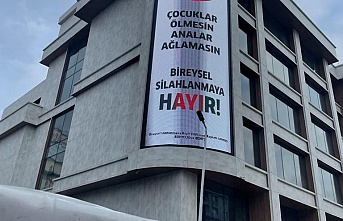 ÇOCUKLAR
ÖLMESİN
ANALAR
AĞLAMASIN
BİREYSEL
SİLAHLANMAYA
HAYIR!